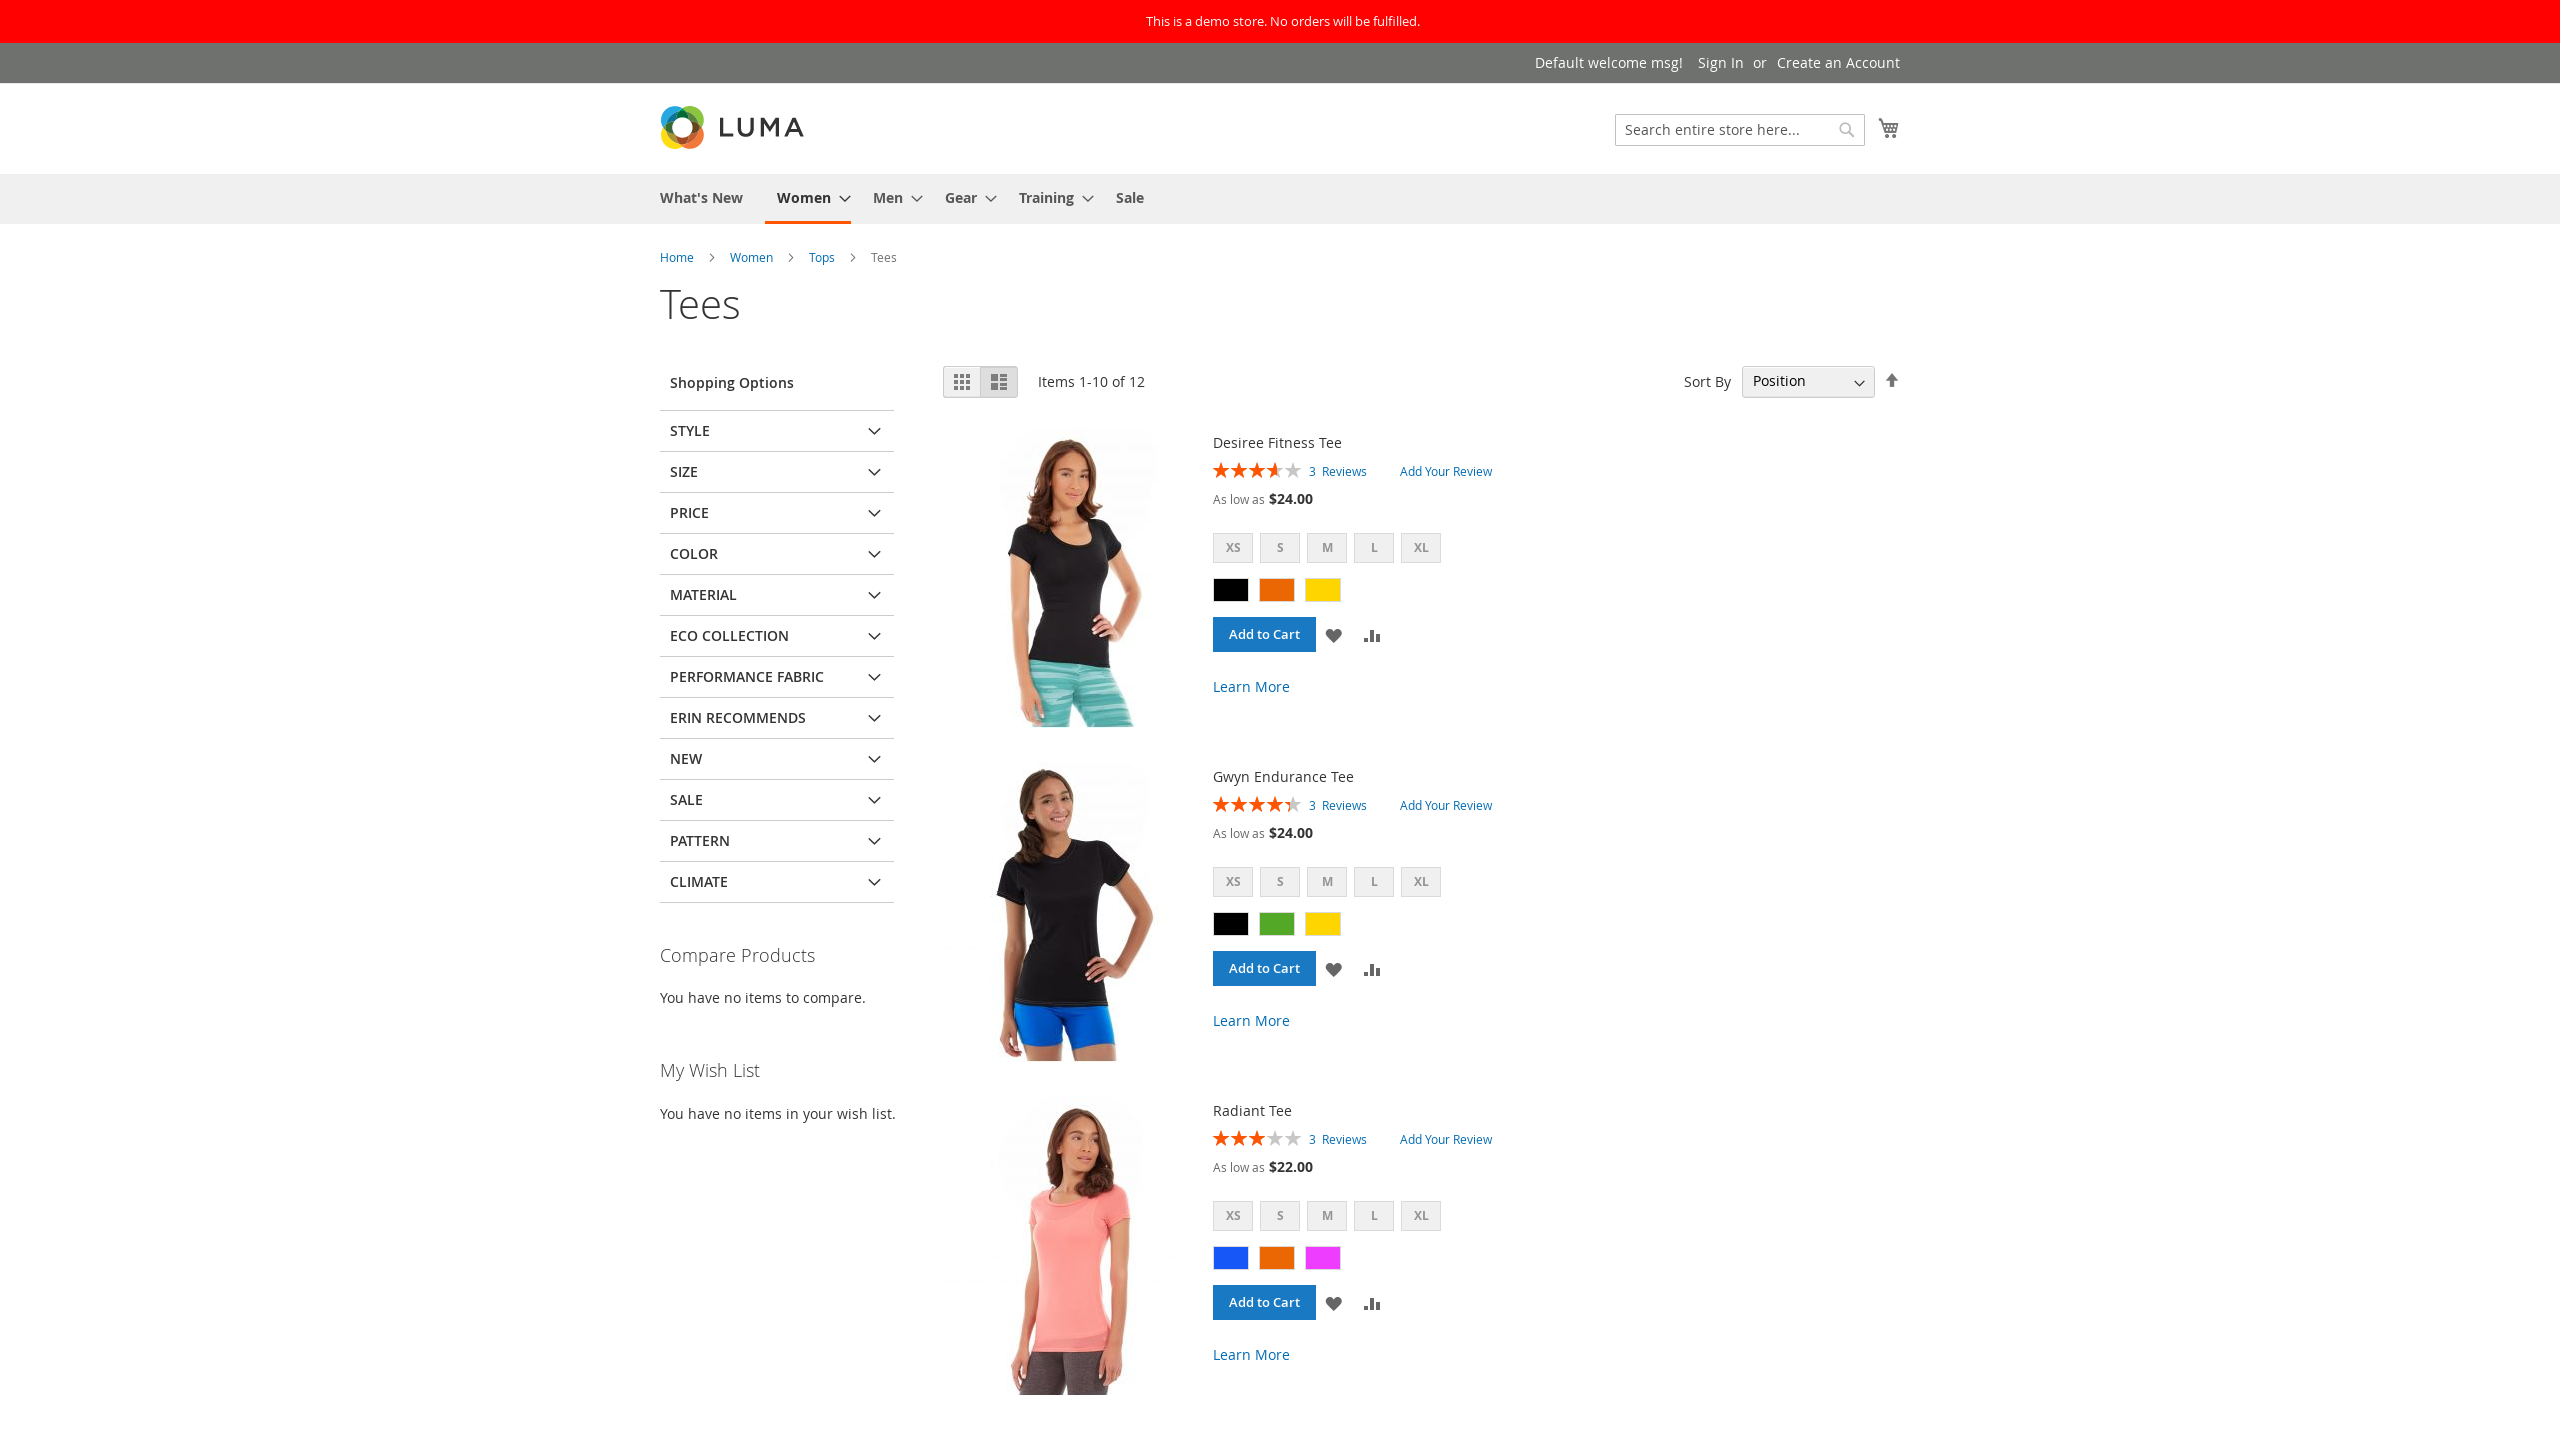 This is a demo store. No orders will be fulfilled.
Default welcome msg! Sign In or Create an Account
LUMA
Search entire store here...
What's New Women Men Gear Training Sale
Home Women Tops Tees
Tees
Shopping Options
STYLE
SIZE
PRICE
COLOR
MATERIAL
ECO COLLECTION
PERFORMANCE FABRIC
ERIN RECOMMENDS
NEW
SALE
PATTERN
CLIMATE
Compare Products
You have no items to compare.
My Wish List
You have no items in your wish list.
Items 1-10 of 12
Sort By Position
Desiree Fitness Tee
3 Reviews Add Your Review
As low as $24.00
XS S M L XL
Add to Cart
Learn More
Gwyn Endurance Tee
3 Reviews Add Your Review
As low as $24.00
XS S M L XL
Add to Cart
Learn More
Radiant Tee
3 Reviews Add Your Review
As low as $22.00
XS S M L XL
Add to Cart
Learn More